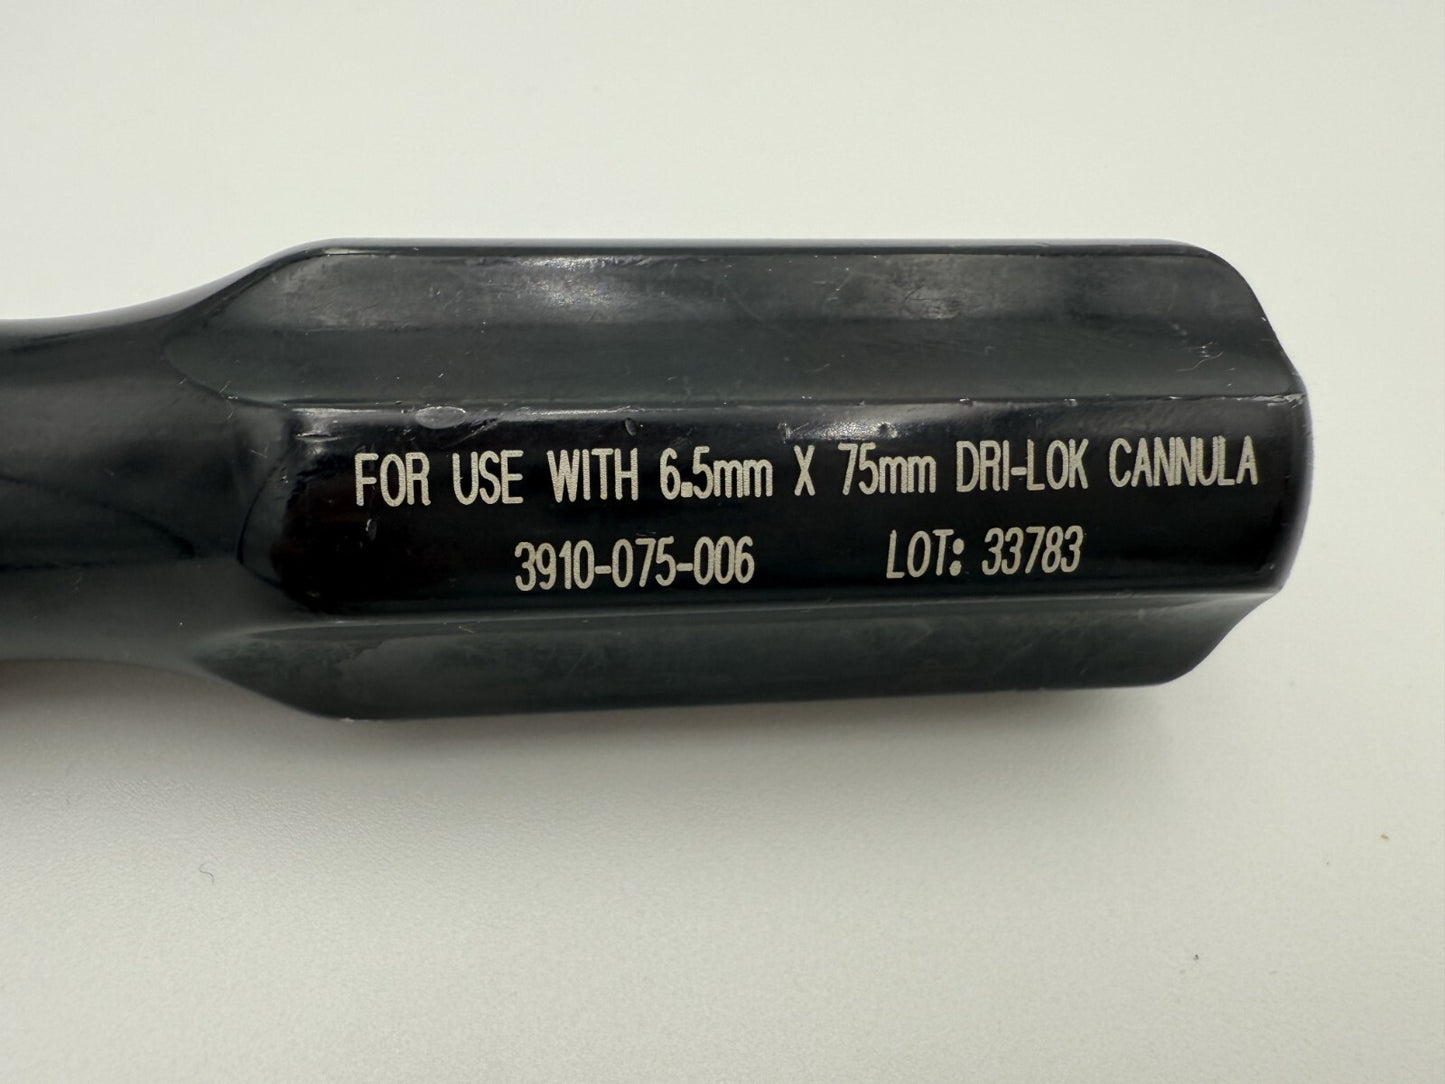 FOR USE WITH 6.5mm X 75mm DRI-LOK CANNULA
3910-075-006 LOT: 33783